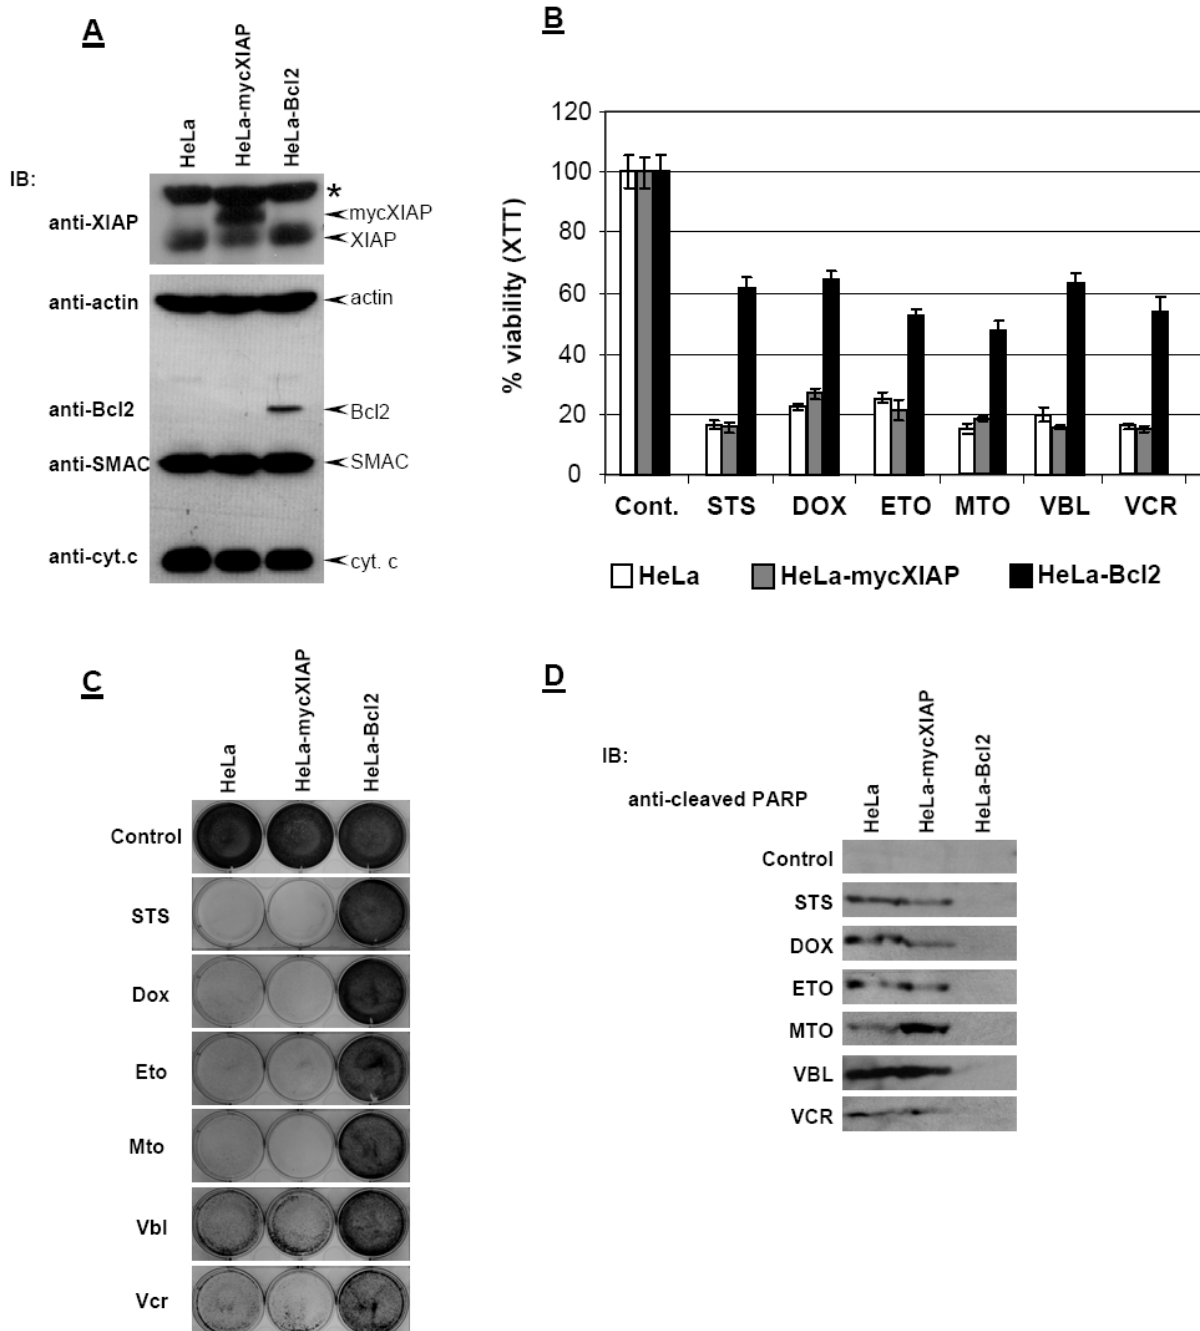 A
HeLa
HeLa-mycXIAP
HeLa-Bcl2
IB:
anti-XIAP
*
mycXIAP
XIAP
anti-actin
actin
anti-Bcl2
Bcl2
anti-SMAC
SMAC
anti-cyt.c
cyt. c
B
% viability (XTT)
120
100
80
60
40
20
0
Cont. STS DOX ETO MTO VBL VCR
HeLa HeLa-mycXIAP HeLa-Bcl2
C
HeLa
HeLa-mycXIAP
HeLa-Bcl2
Control
STS
Dox
Eto
Mto
Vbl
Vcr
D
IB:
anti-cleaved PARP
HeLa
HeLa-mycXIAP
HeLa-Bcl2
Control
STS
DOX
ETO
MTO
VBL
VCR